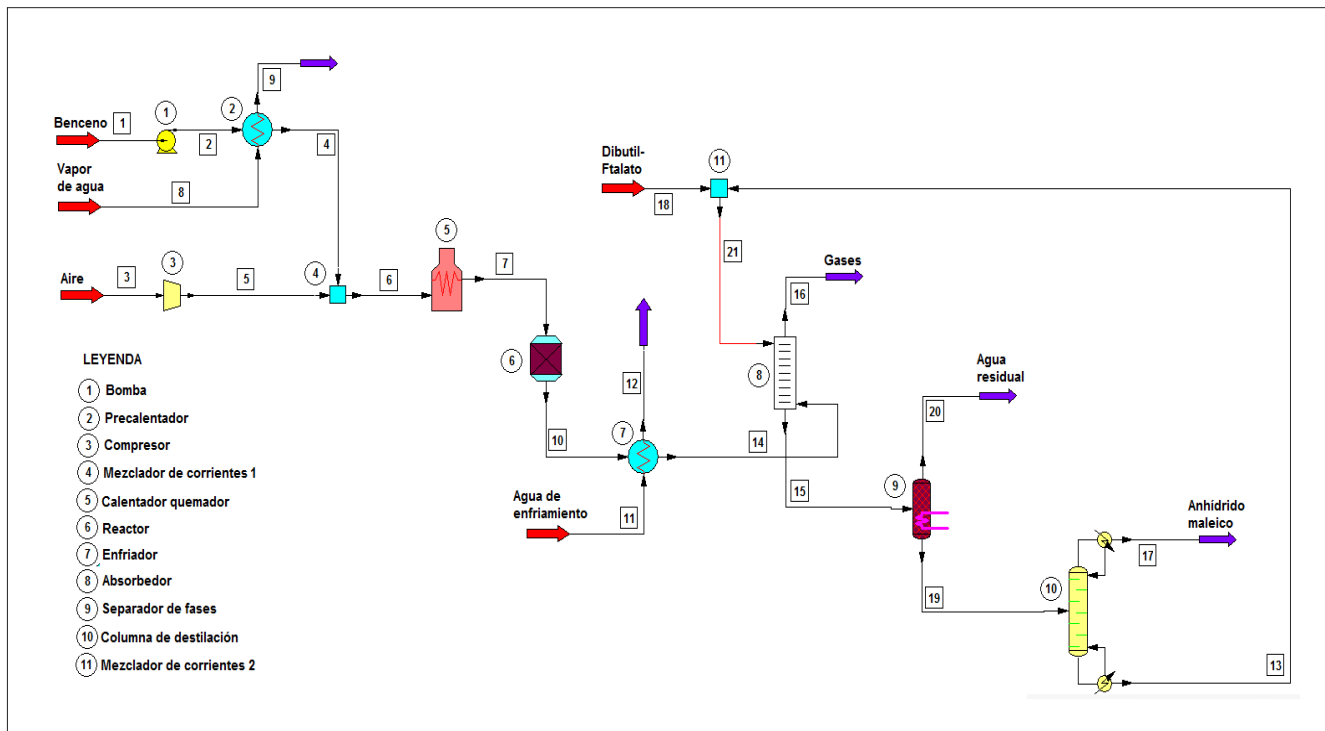 9
Benceno
1
1
2
2
4
Vapor
de agua
8
Aire
3
3
5
4
6
5
7
6
10
7
12
Agua de
enfriamiento
11
14
Dibutil-
Ftalato
18
11
21
Gases
16
8
15
9
Agua
residual
20
19
10
Anhídrido
maleico
17
13
LEYENDA
1 Bomba
2 Precalentador
3 Compresor
4 Mezclador de corrientes 1
5 Calentador quemador
6 Reactor
7 Enfriador
8 Absorbedor
9 Separador de fases
10 Columna de destilación
11 Mezclador de corrientes 2